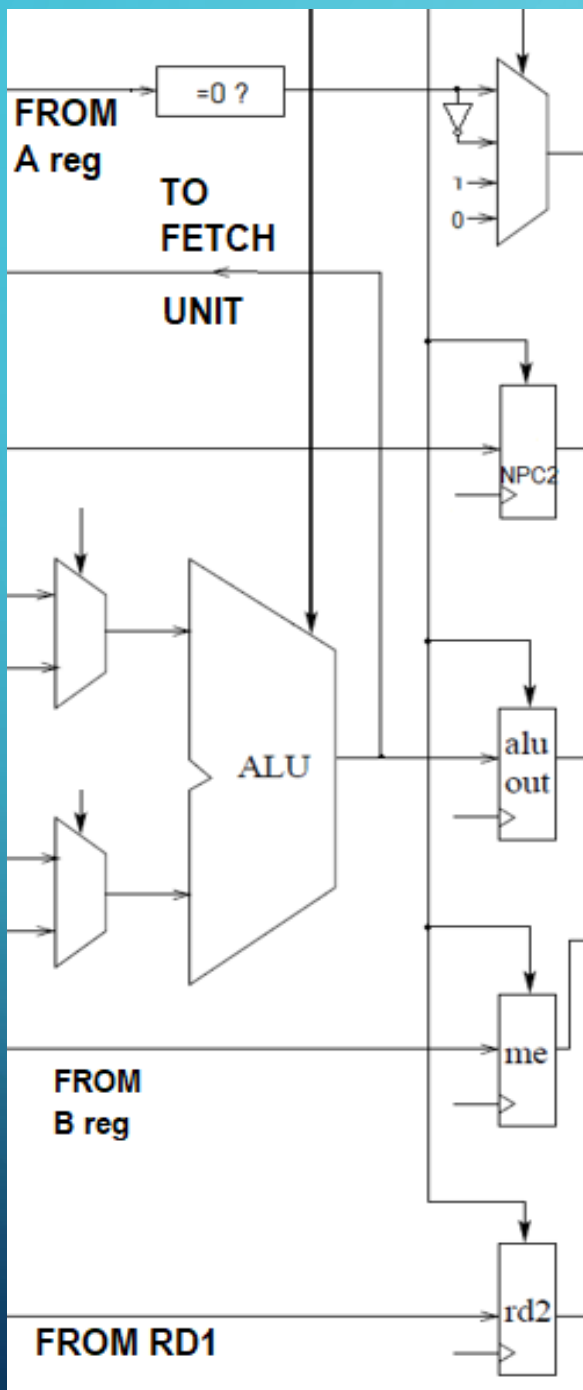 =0 ?
FROM
A reg
1
0
TO
FETCH
UNIT
NPC2
ALU
alu
out
me
FROM
B reg
rd2
FROM RD1